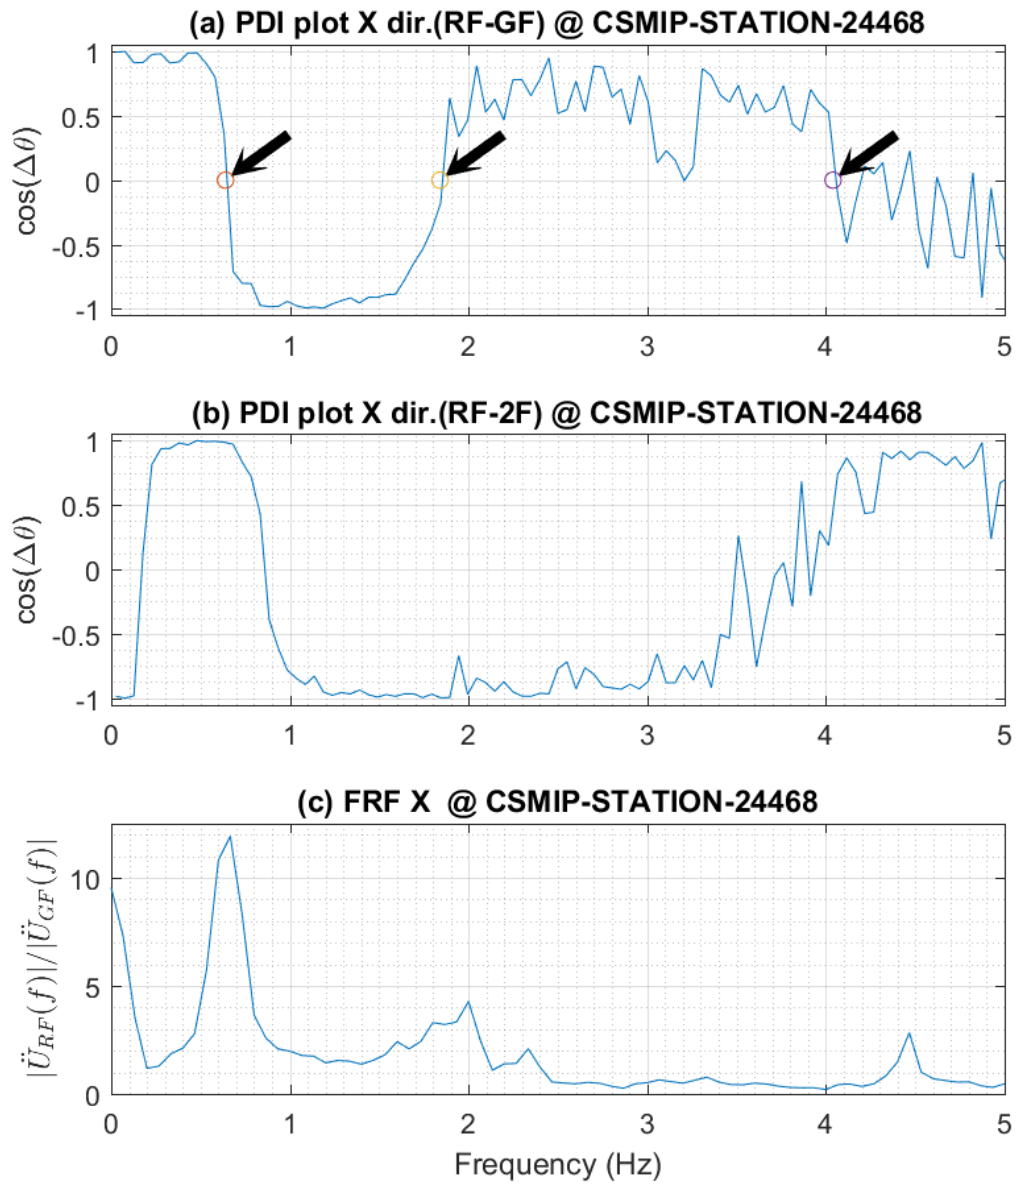 (a) PDI plot X dir.(RF-GF) @ CSMIP-STATION-24468
1
0.5
0
-0.5
-1
cos(Δθ)
0 1 2 3 4 5
(b) PDI plot X dir.(RF-2F) @ CSMIP-STATION-24468
1
0.5
0
-0.5
-1
cos(Δθ)
0 1 2 3 4 5
(c) FRF X @ CSMIP-STATION-24468
10
5
0
|Ü_RF(f)|/|Ü_GF(f)|
0 1 2 3 4 5
Frequency (Hz)